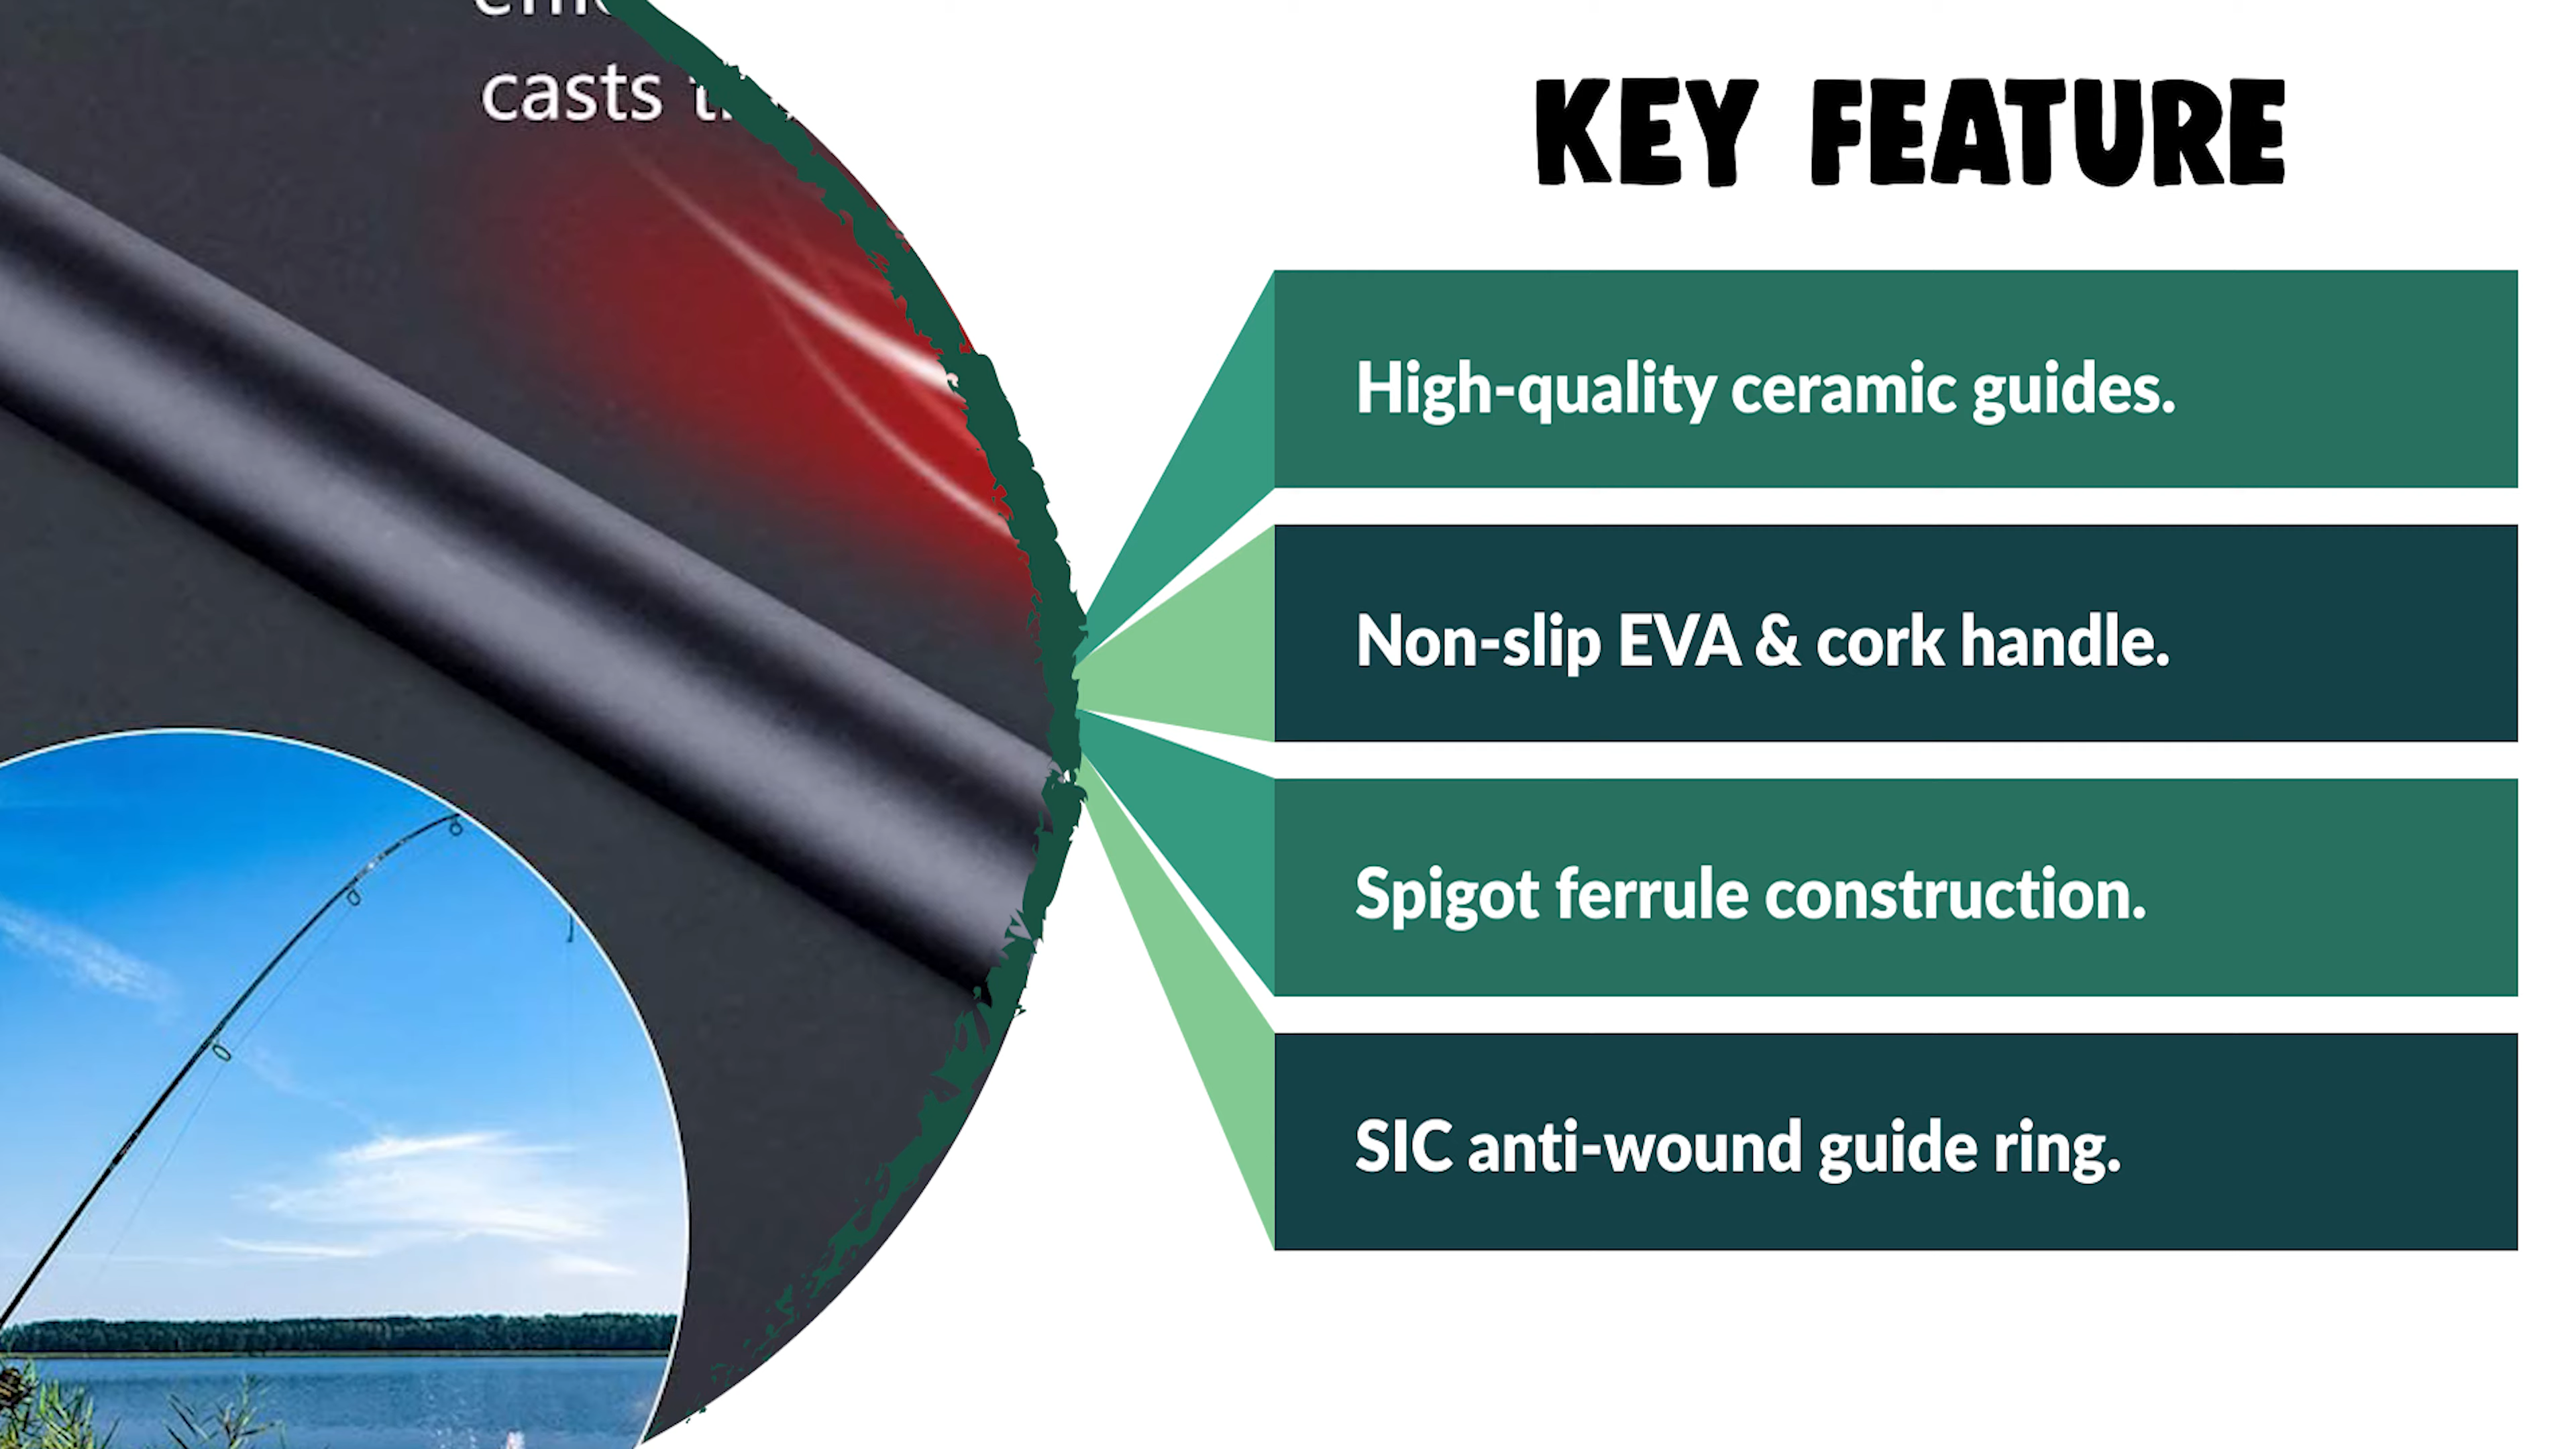 casts
KEY FEATURE
High-quality ceramic guides.
Non-slip EVA & cork handle.
Spigot ferrule construction.
SIC anti-wound guide ring.